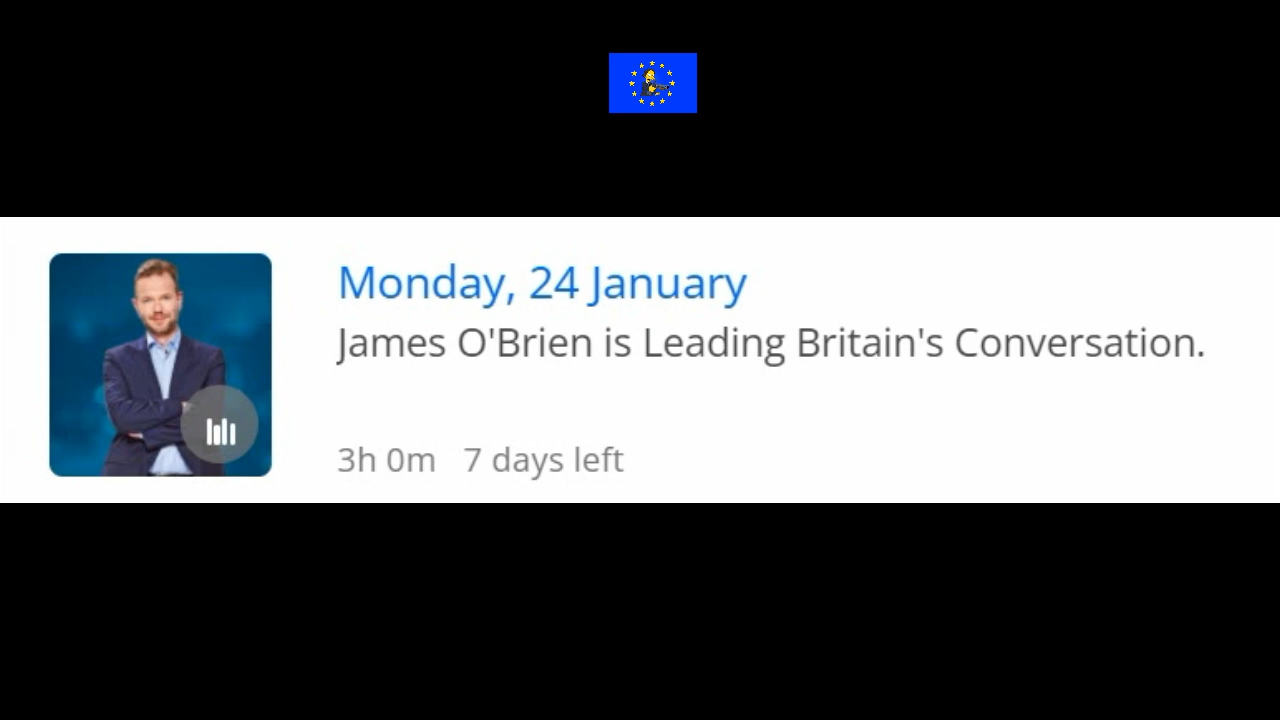 Monday, 24 January
James O'Brien is Leading Britain's Conversation.
3h 0m 7 days left